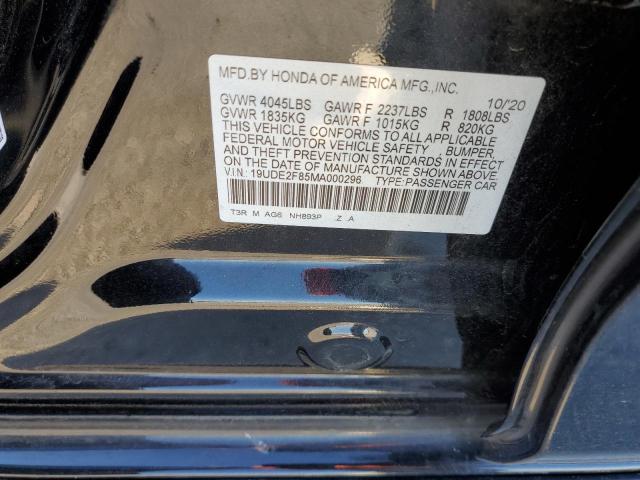 MFD.BY HONDA OF AMERICA MFG.,INC. 10/20
GVWR 4045LBS GAWR F 2237LBS R 1808LBS
GVWR 1835KG GAWR F 1015KG R 820KG
THIS VEHICLE CONFORMS TO ALL APPLICABLE
FEDERAL MOTOR VEHICLE SAFETY , BUMPER,
AND THEFT PREVENTION STANDARDS IN EFFECT
ON THE DATE OF MANUFACTURE SHOWN ABOVE.
V.I.N.: 19UDE2F85MA000296 TYPE:PASSENGER CAR
T3R M AG6 NH893P Z A